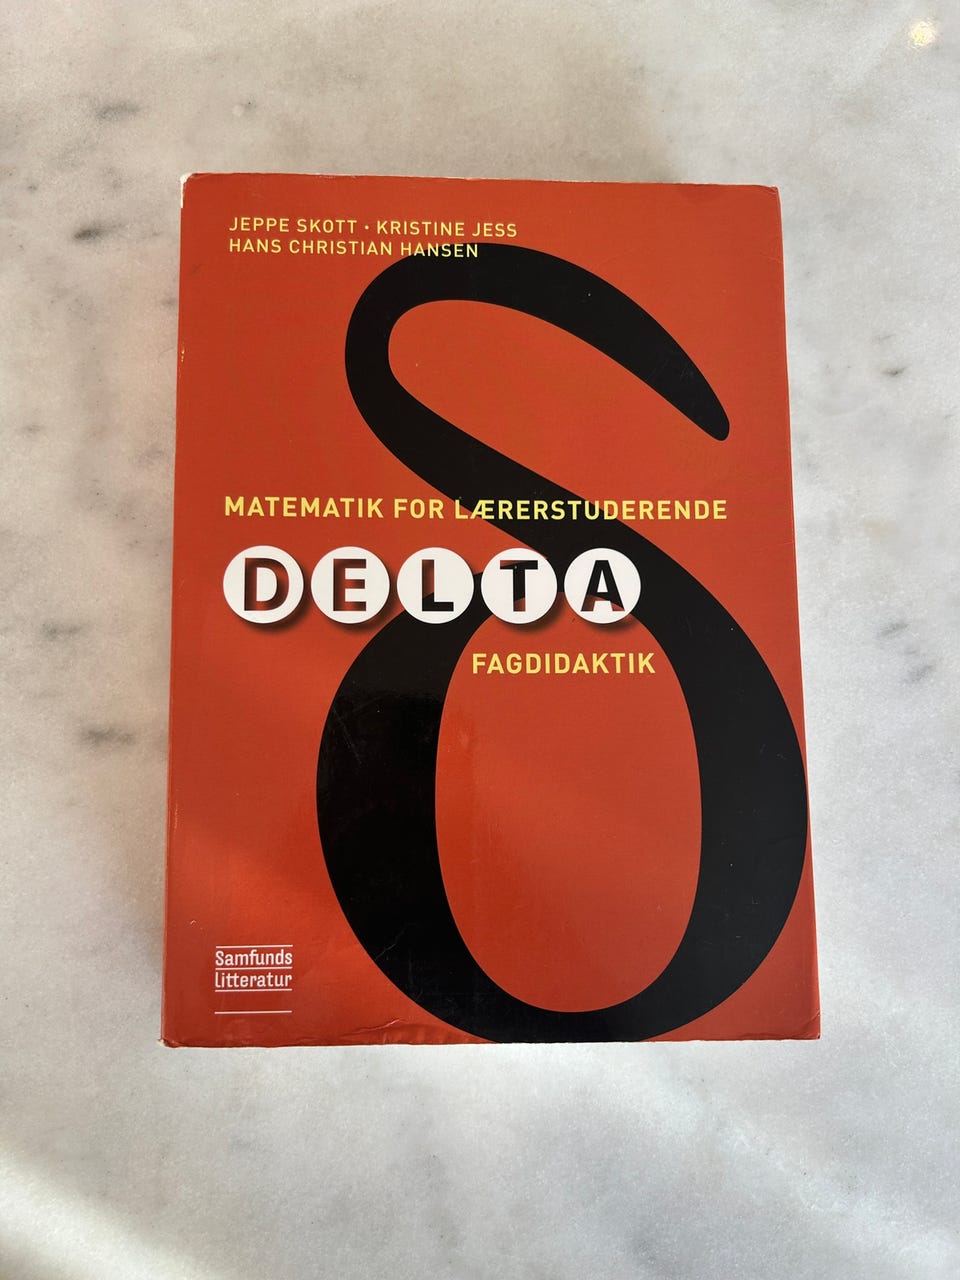 JEPPE SKOTT • KRISTINE JESS
HANS CHRISTIAN HANSEN
MATEMATIK FOR LÆRERSTUDERENDE
DELTA
FAGDIDAKTIK
Samfunds
litteratur